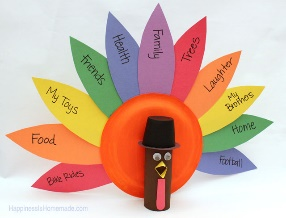 Bike Rides
Food
My Toys
Friends
Health
Family
Trees
Laughter
My
Brothers
Home
Football
HappinessIsHomemade.com